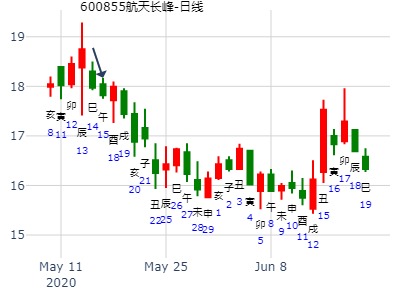 600855航天长峰-日线
19
18
17
16
15
亥
8
寅
11
卯
12
辰
13
巳
14
午
15
酉
18
戌
19
亥
20
子
21
丑
22
辰
25
巳
26
午
27
未
28
申
29
亥
1
子
2
丑
3
寅
4
卯
5
午
8
未
9
申
10
酉
11
戌
12
丑
15
寅
16
卯
17
辰
18
巳
19
May 11
2020
May 25
Jun 8